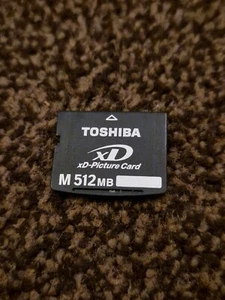 TOSHIBA
xD
xD-Picture Card
M 512MB